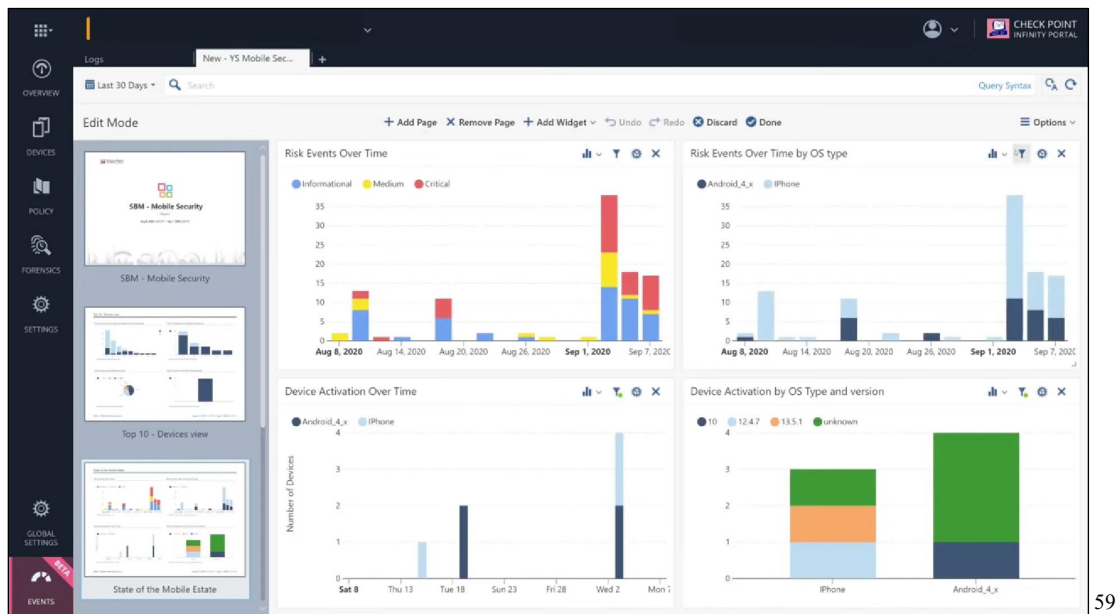 CHECK POINT
INFINITY PORTAL
Logs
New - YS Mobile Sec...
+
OVERVIEW
DEVICES
POLICY
FORENSICS
SETTINGS
GLOBAL
SETTINGS
BETA
EVENTS
Last 30 Days
Search
Query Syntax
Edit Mode
+ Add Page
Remove Page
+ Add Widget
Undo
Redo
Discard
Done
Options
SBM - Mobile Security
SBM - Mobile Security
Top 10 - Devices view
State of the Mobile Estate
Risk Events Over Time
Informational Medium Critical
35
30
25
20
15
10
5
0
Aug 8, 2020 Aug 14, 2020 Aug 20, 2020 Aug 26, 2020 Sep 1, 2020 Sep 7, 2020
Risk Events Over Time by OS type
Android_4_x IPhone
35
30
25
20
15
10
5
0
Aug 8, 2020 Aug 14, 2020 Aug 20, 2020 Aug 26, 2020 Sep 1, 2020 Sep 7, 202
Device Activation Over Time
Android_4_x IPhone
Number of Devices
4
3
2
1
0
Sat 8 Thu 13 Tue 18 Sun 23 Fri 28 Wed 2 Mon 7
Device Activation by OS Type and version
10 12.4.7 13.5.1 unknown
4
3
2
1
0
IPhone Android_4_x
59